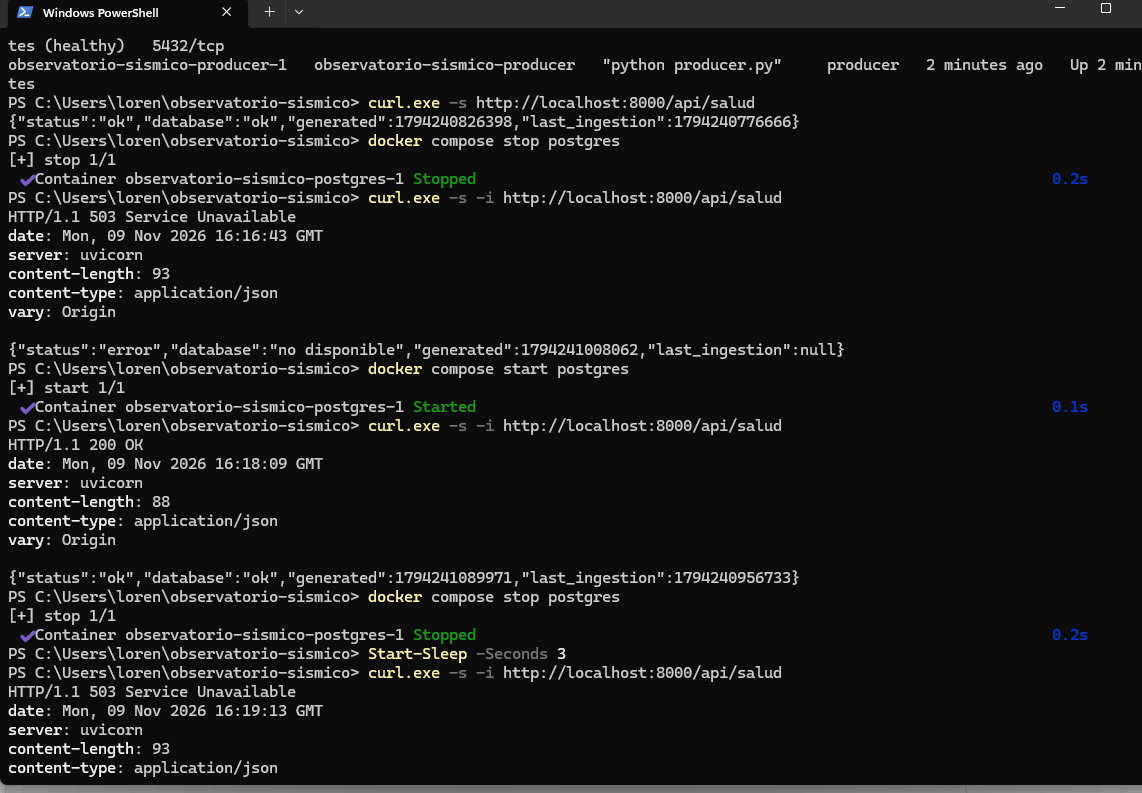 Windows PowerShell
tes (healthy)   5432/tcp
observatorio-sismico-producer-1   observatorio-sismico-producer   "python producer.py"     producer   2 minutes ago   Up 2 min
tes
PS C:\Users\loren\observatorio-sismico> curl.exe -s http://localhost:8000/api/salud
{"status":"ok","database":"ok","generated":1794240826398,"last_ingestion":1794240776666}
PS C:\Users\loren\observatorio-sismico> docker compose stop postgres
[+] stop 1/1
✔Container observatorio-sismico-postgres-1 Stopped 0.2s
PS C:\Users\loren\observatorio-sismico> curl.exe -s -i http://localhost:8000/api/salud
HTTP/1.1 503 Service Unavailable
date: Mon, 09 Nov 2026 16:16:43 GMT
server: uvicorn
content-length: 93
content-type: application/json
vary: Origin

{"status":"error","database":"no disponible","generated":1794241008062,"last_ingestion":null}
PS C:\Users\loren\observatorio-sismico> docker compose start postgres
[+] start 1/1
✔Container observatorio-sismico-postgres-1 Started 0.1s
PS C:\Users\loren\observatorio-sismico> curl.exe -s -i http://localhost:8000/api/salud
HTTP/1.1 200 OK
date: Mon, 09 Nov 2026 16:18:09 GMT
server: uvicorn
content-length: 88
content-type: application/json
vary: Origin

{"status":"ok","database":"ok","generated":1794241089971,"last_ingestion":1794240956733}
PS C:\Users\loren\observatorio-sismico> docker compose stop postgres
[+] stop 1/1
✔Container observatorio-sismico-postgres-1 Stopped 0.2s
PS C:\Users\loren\observatorio-sismico> Start-Sleep -Seconds 3
PS C:\Users\loren\observatorio-sismico> curl.exe -s -i http://localhost:8000/api/salud
HTTP/1.1 503 Service Unavailable
date: Mon, 09 Nov 2026 16:19:13 GMT
server: uvicorn
content-length: 93
content-type: application/json